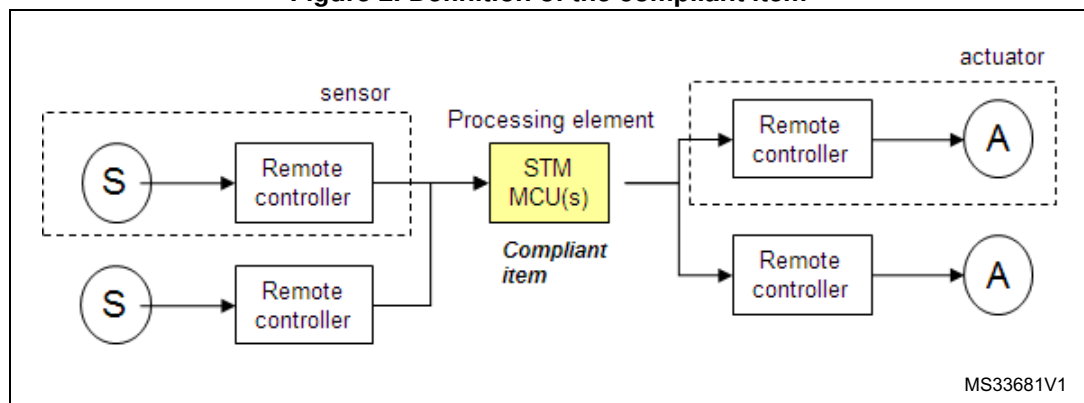 Figure 2. Definition of the compliant item
actuator
sensor
Processing element
S
Remote
controller
STM
MCU(s)
Remote
controller
A
Compliant
item
S
Remote
controller
Remote
controller
A
MS33681V1